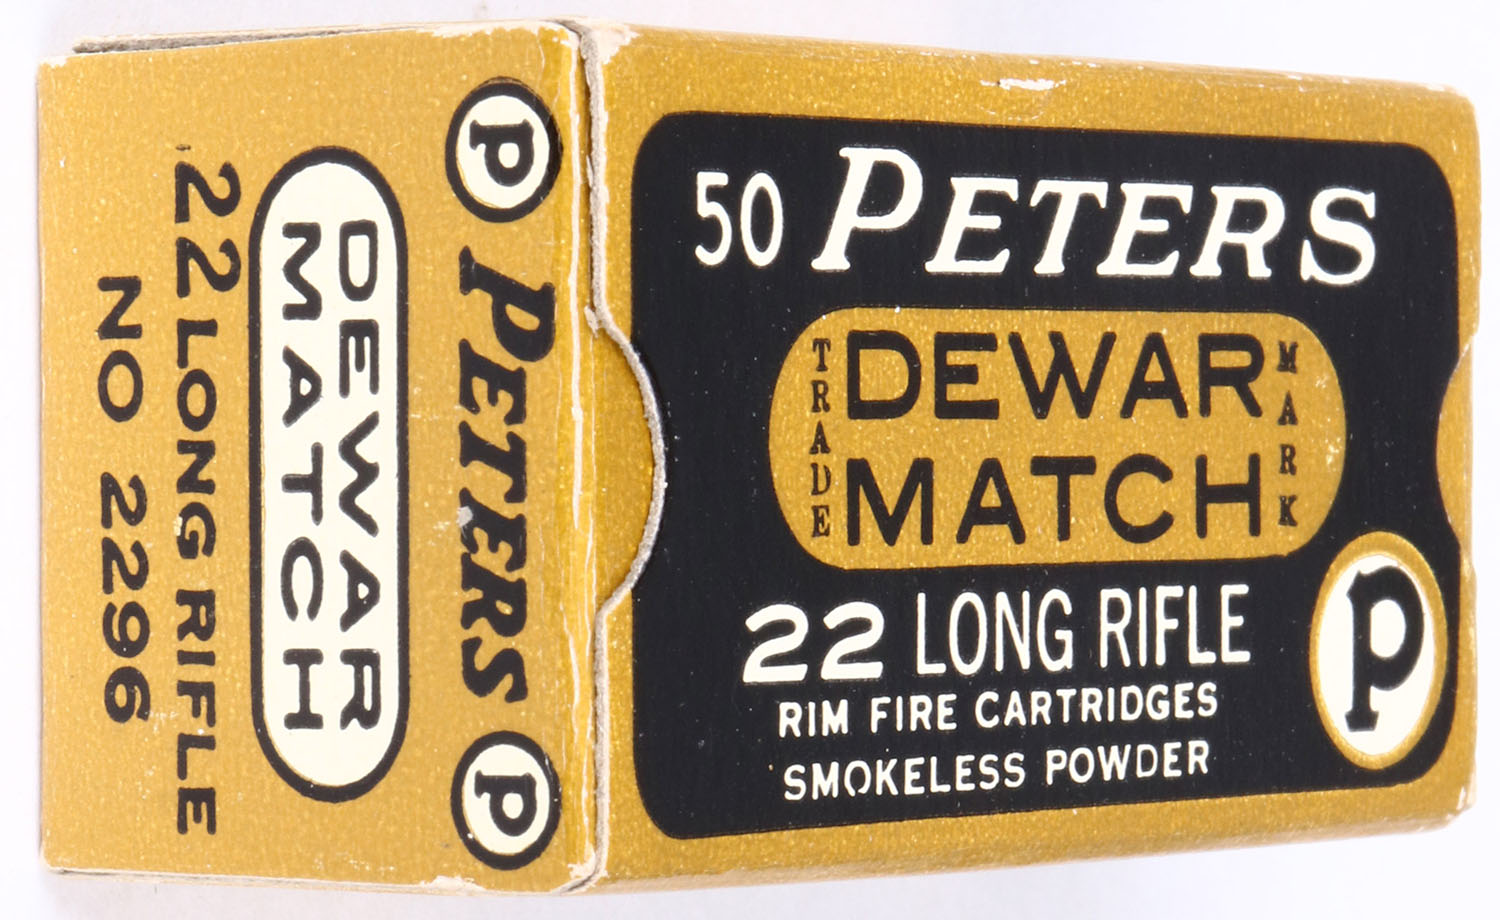 50 PETERS
TRADE
DEWAR
MATCH
MARK
22 LONG RIFLE
RIM FIRE CARTRIDGES
SMOKELESS POWDER
P
P PETERS P
DEWAR
MATCH
.22 LONG RIFLE
NO 2296